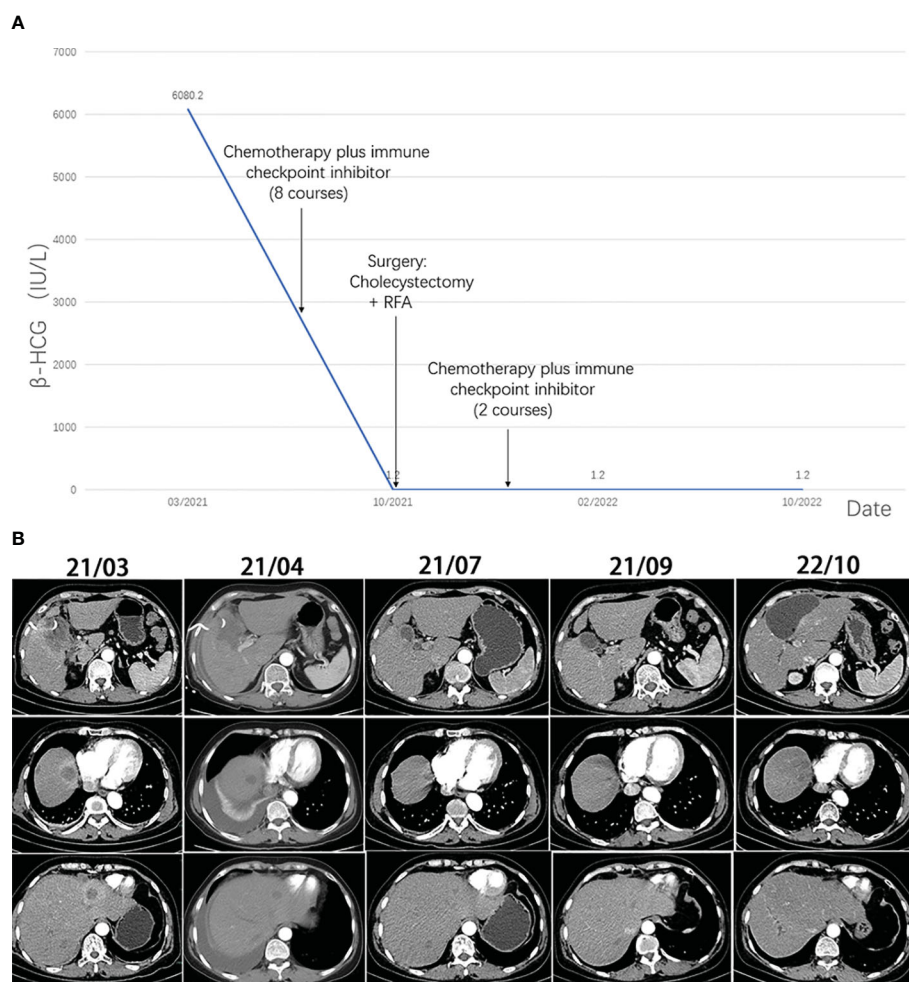 A
7000
6000
5000
4000
3000
2000
1000
0
β-HCG (IU/L)
6080.2
Chemotherapy plus immune
checkpoint inhibitor
(8 courses)
Surgery:
Cholecystectomy
+ RFA
Chemotherapy plus immune
checkpoint inhibitor
(2 courses)
1.2
1.2
1.2
03/2021
10/2021
02/2022
10/2022
Date
B
21/03
21/04
21/07
21/09
22/10